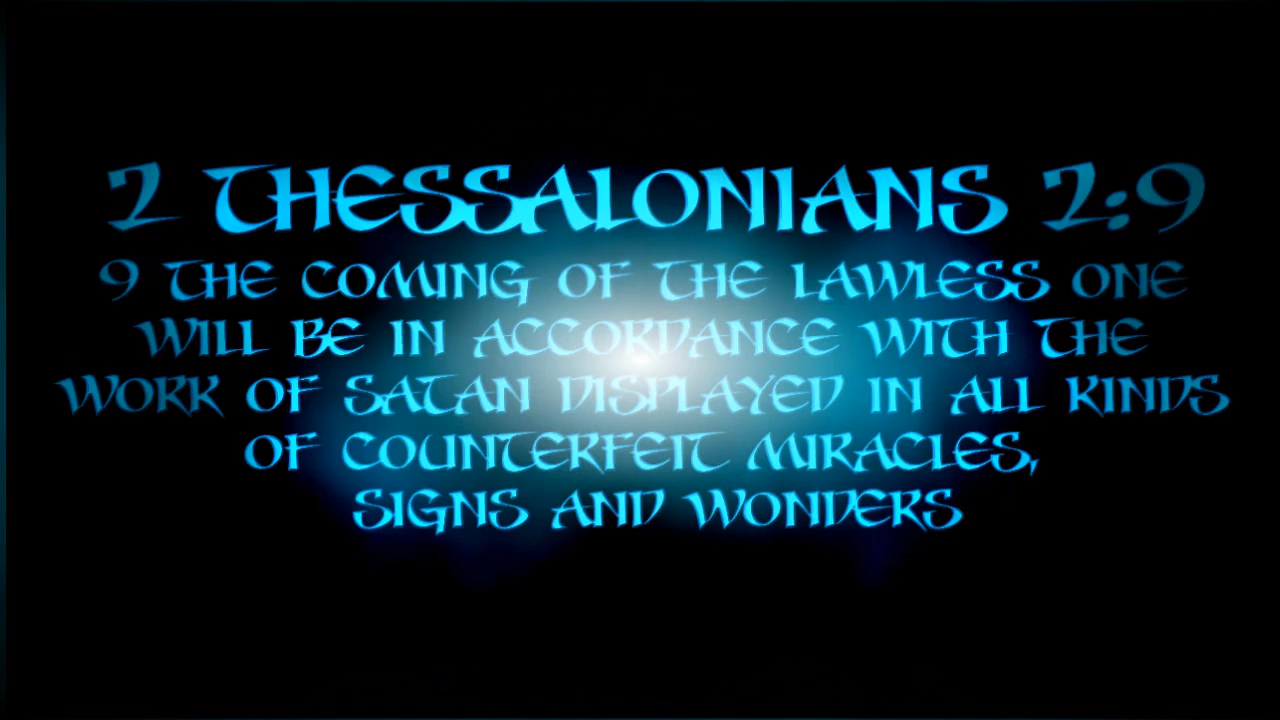 2 THESSALONIANS 2:9
9 THE COMING OF THE LAWLESS ONE
WILL BE IN ACCORDANCE WITH THE
WORK OF SATAN DISPLAYED IN ALL KINDS
OF COUNTERFEIT MIRACLES,
SIGNS AND WONDERS